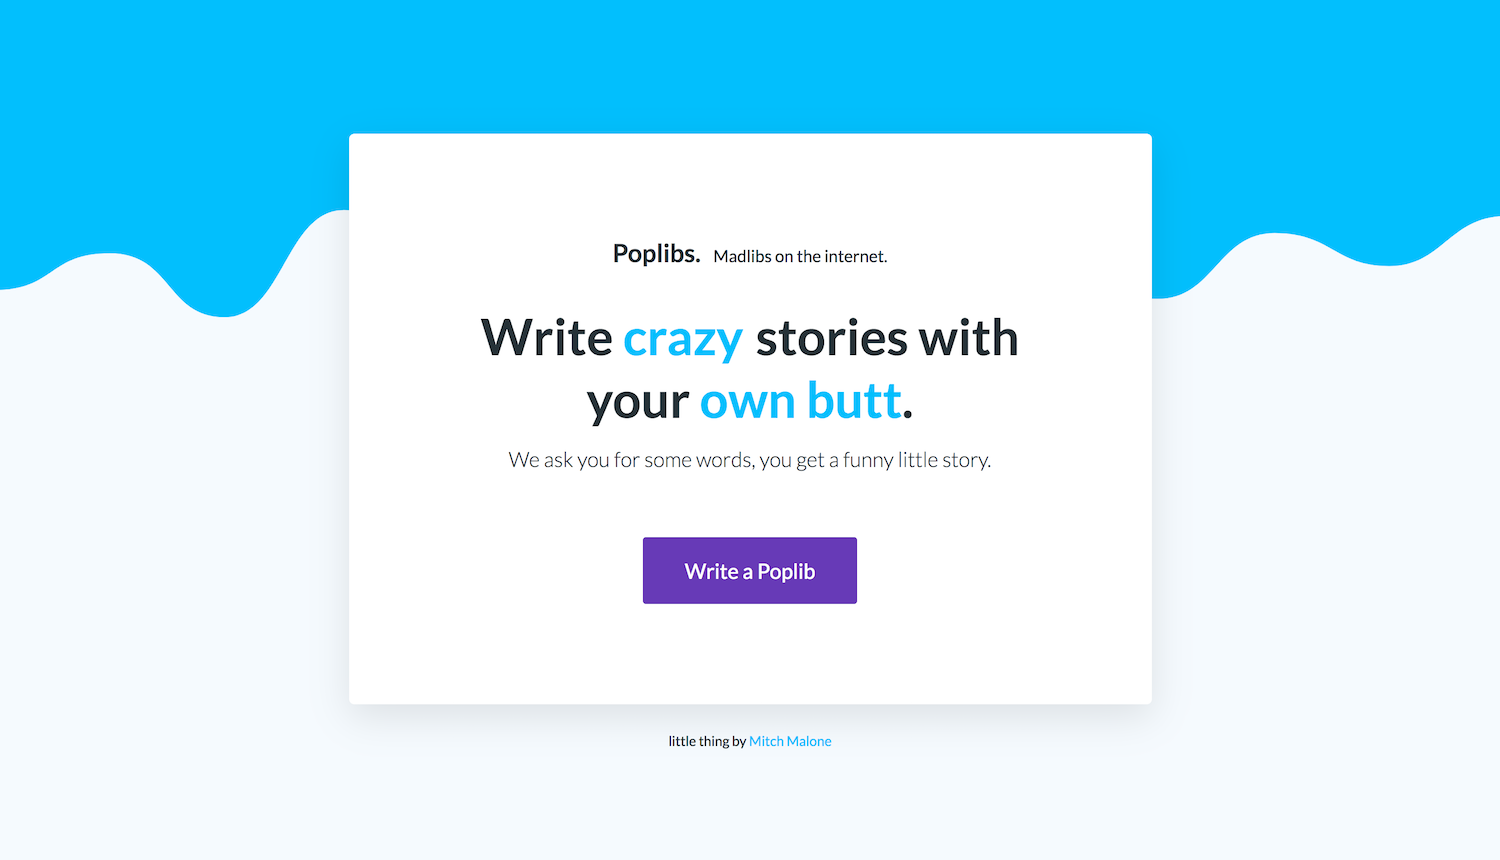 Poplibs. Madlibs on the internet.
Write crazy stories with
your own butt.
We ask you for some words, you get a funny little story.
Write a Poplib
little thing by Mitch Malone